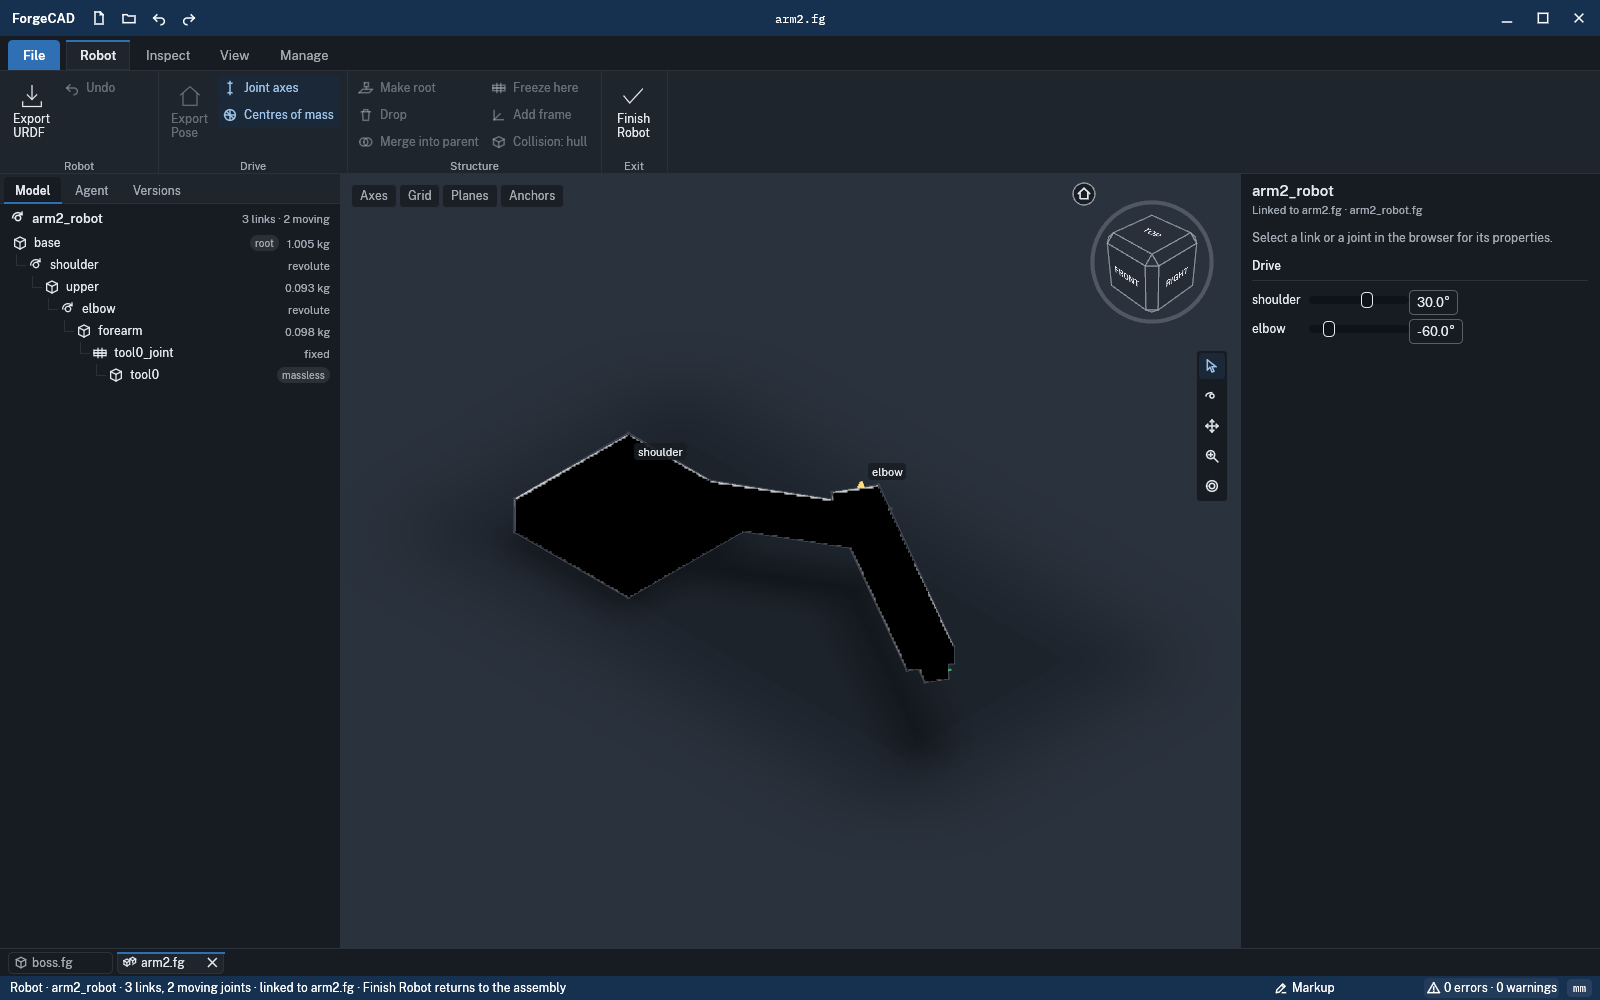 ForgeCAD
arm2.fg
File
Robot
Inspect
View
Manage
Export URDF
Undo
Robot
Export Pose
Joint axes
Centres of mass
Drive
Make root
Drop
Merge into parent
Freeze here
Add frame
Collision: hull
Structure
Finish Robot
Exit
Model
Agent
Versions
arm2_robot
3 links · 2 moving
base
root
1.005 kg
shoulder
revolute
upper
0.093 kg
elbow
revolute
forearm
0.098 kg
tool0_joint
fixed
tool0
massless
Axes
Grid
Planes
Anchors
TOP
FRONT
RIGHT
shoulder
elbow
arm2_robot
Linked to arm2.fg · arm2_robot.fg
Select a link or a joint in the browser for its properties.
Drive
shoulder
30.0°
elbow
-60.0°
boss.fg
arm2.fg
Robot · arm2_robot · 3 links, 2 moving joints · linked to arm2.fg · Finish Robot returns to the assembly
Markup
0 errors · 0 warnings
mm